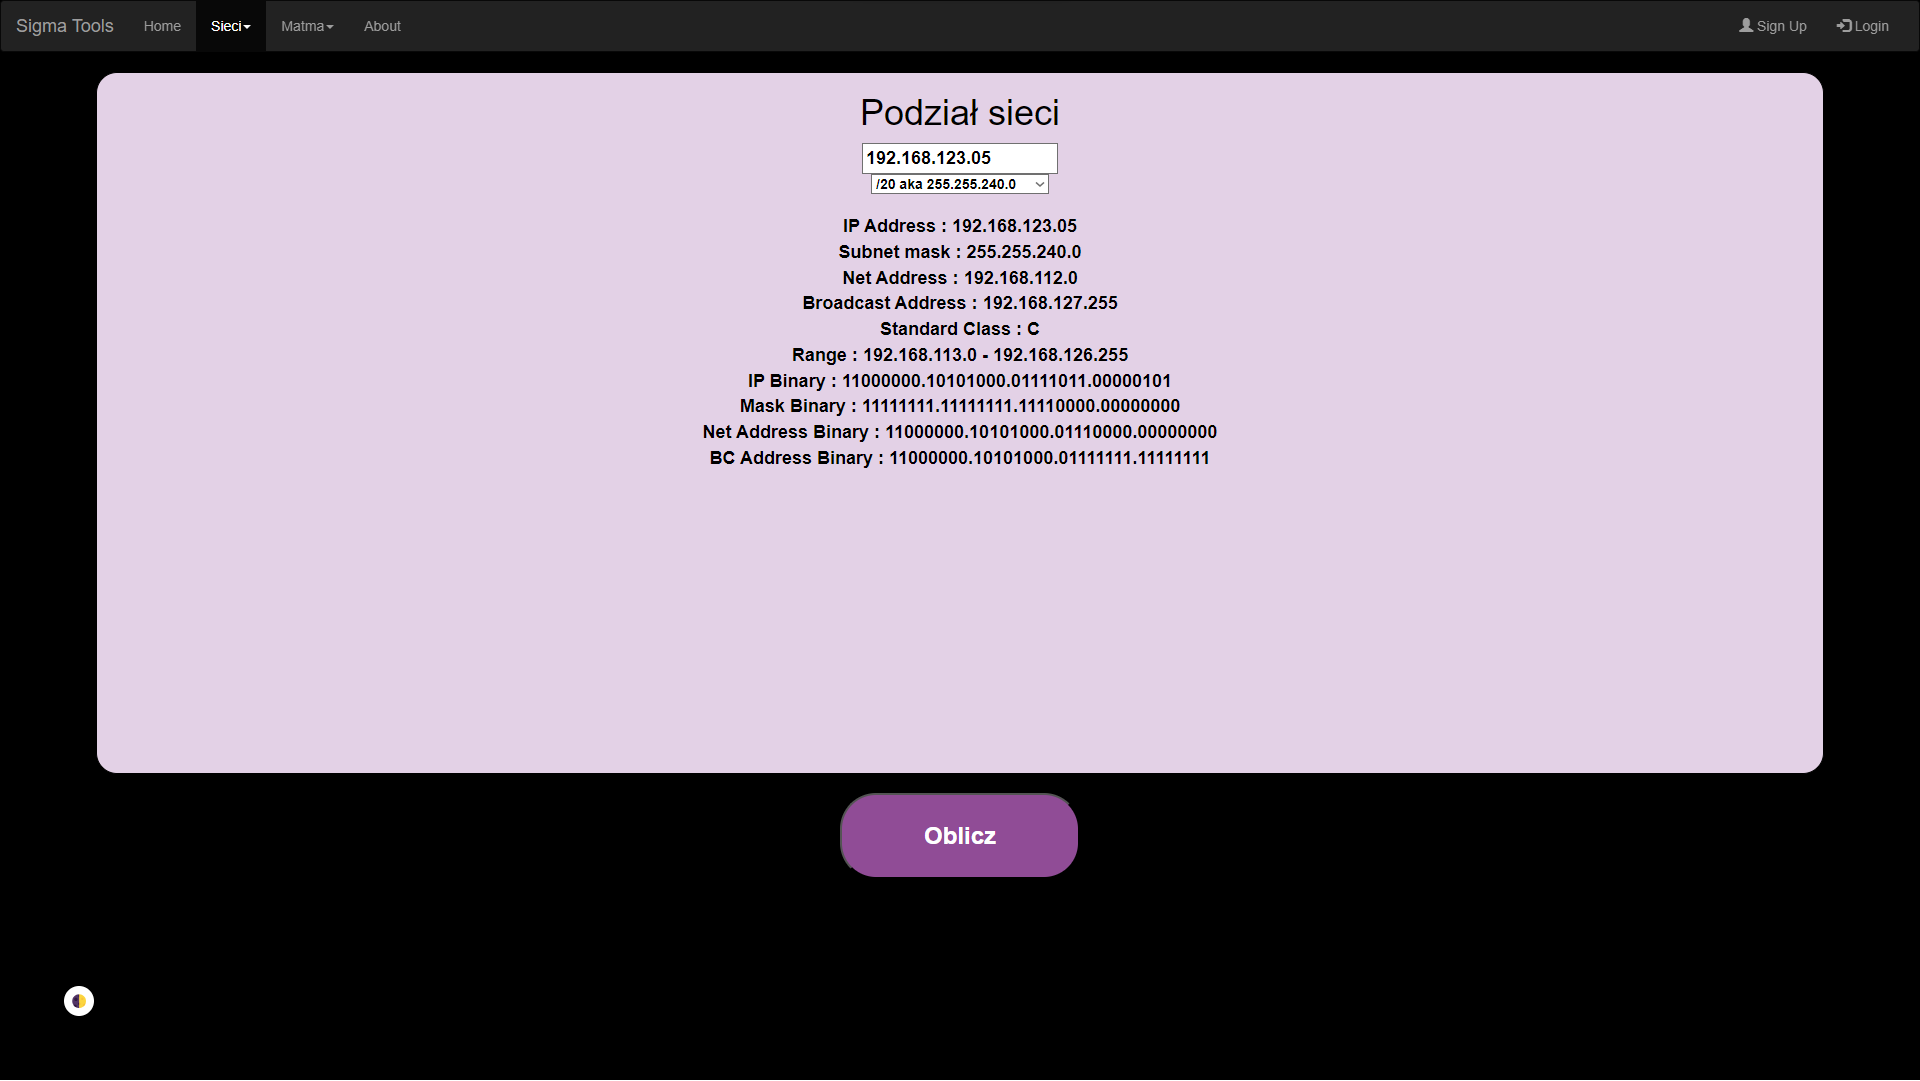 Sigma Tools Home Sieci Matma About Sign Up Login
Podział sieci
192.168.123.05
/20 aka 255.255.240.0
IP Address : 192.168.123.05
Subnet mask : 255.255.240.0
Net Address : 192.168.112.0
Broadcast Address : 192.168.127.255
Standard Class : C
Range : 192.168.113.0 - 192.168.126.255
IP Binary : 11000000.10101000.01111011.00000101
Mask Binary : 11111111.11111111.11110000.00000000
Net Address Binary : 11000000.10101000.01110000.00000000
BC Address Binary : 11000000.10101000.01111111.11111111
Oblicz